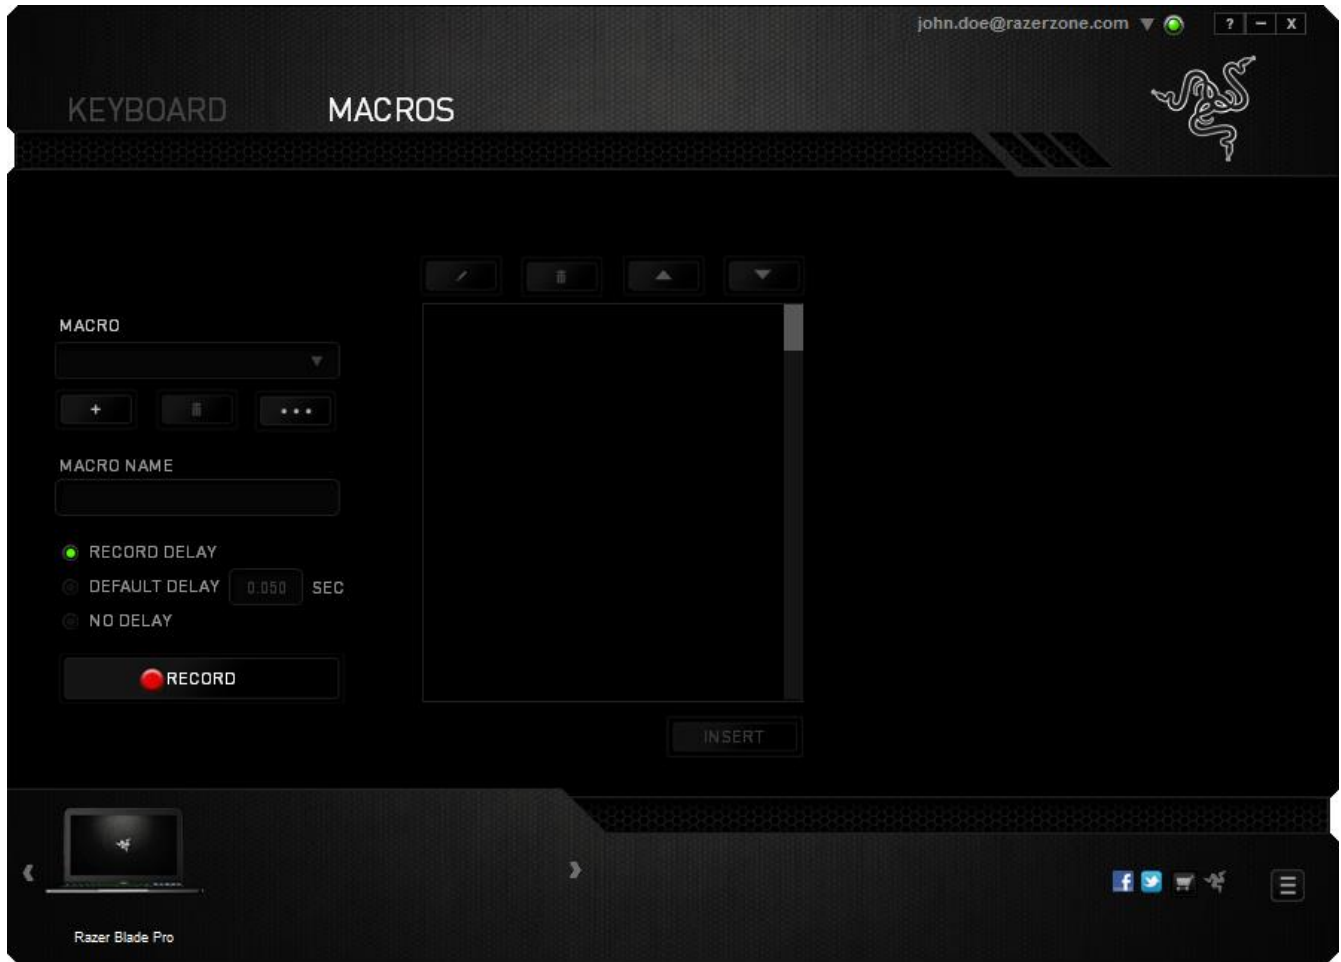 john.doe@razerzone.com ? – X
KEYBOARD MACROS
MACRO
+ •••
MACRO NAME
RECORD DELAY
DEFAULT DELAY 0.050 SEC
NO DELAY
RECORD
INSERT
Razer Blade Pro